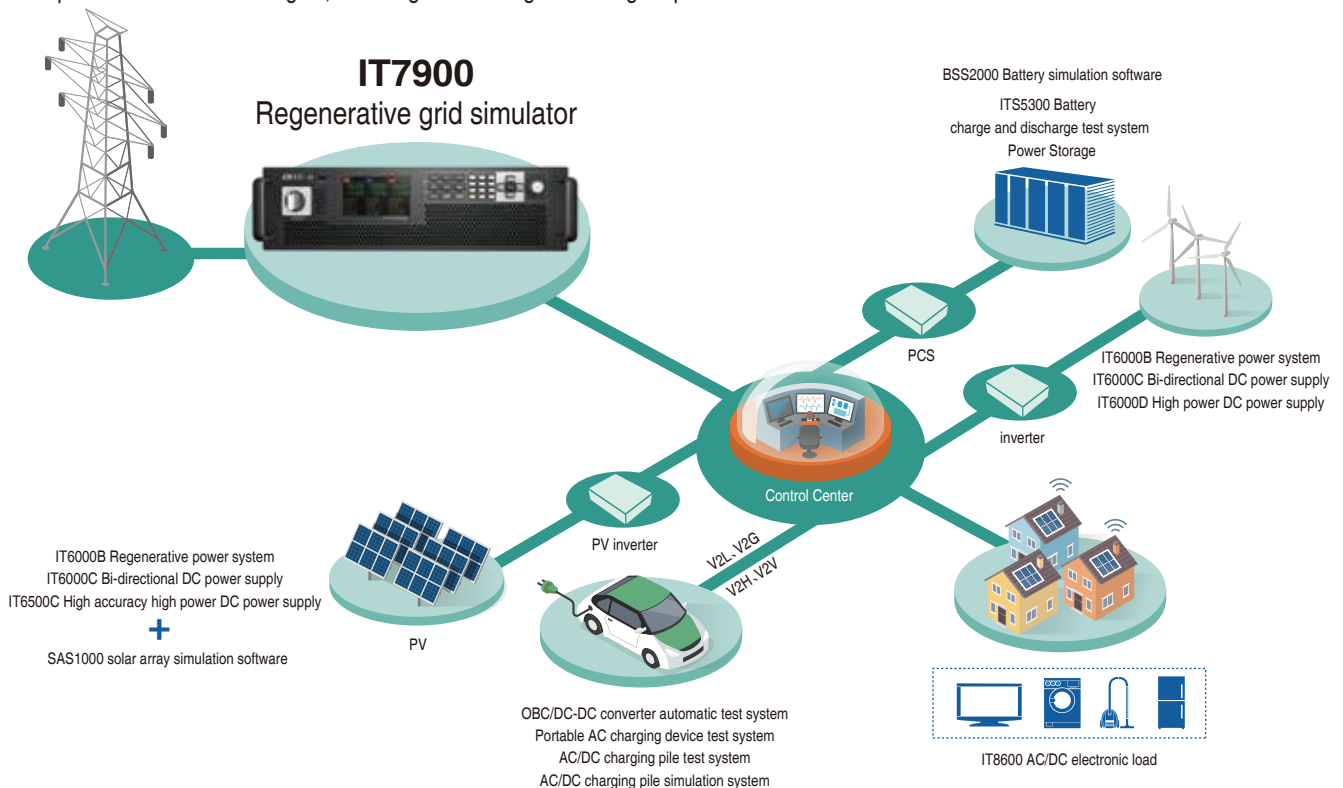 IT7900
Regenerative grid simulator
BSS2000 Battery simulation software
ITS5300 Battery
charge and discharge test system
Power Storage
PCS
IT6000B Regenerative power system
IT6000C Bi-directional DC power supply
IT6000D High power DC power supply
inverter
Control Center
PV inverter
V2L、V2G
V2H、V2V
IT6000B Regenerative power system
IT6000C Bi-directional DC power supply
IT6500C High accuracy high power DC power supply
+
SAS1000 solar array simulation software
PV
OBC/DC-DC converter automatic test system
Portable AC charging device test system
AC/DC charging pile test system
AC/DC charging pile simulation system
IT8600 AC/DC electronic load